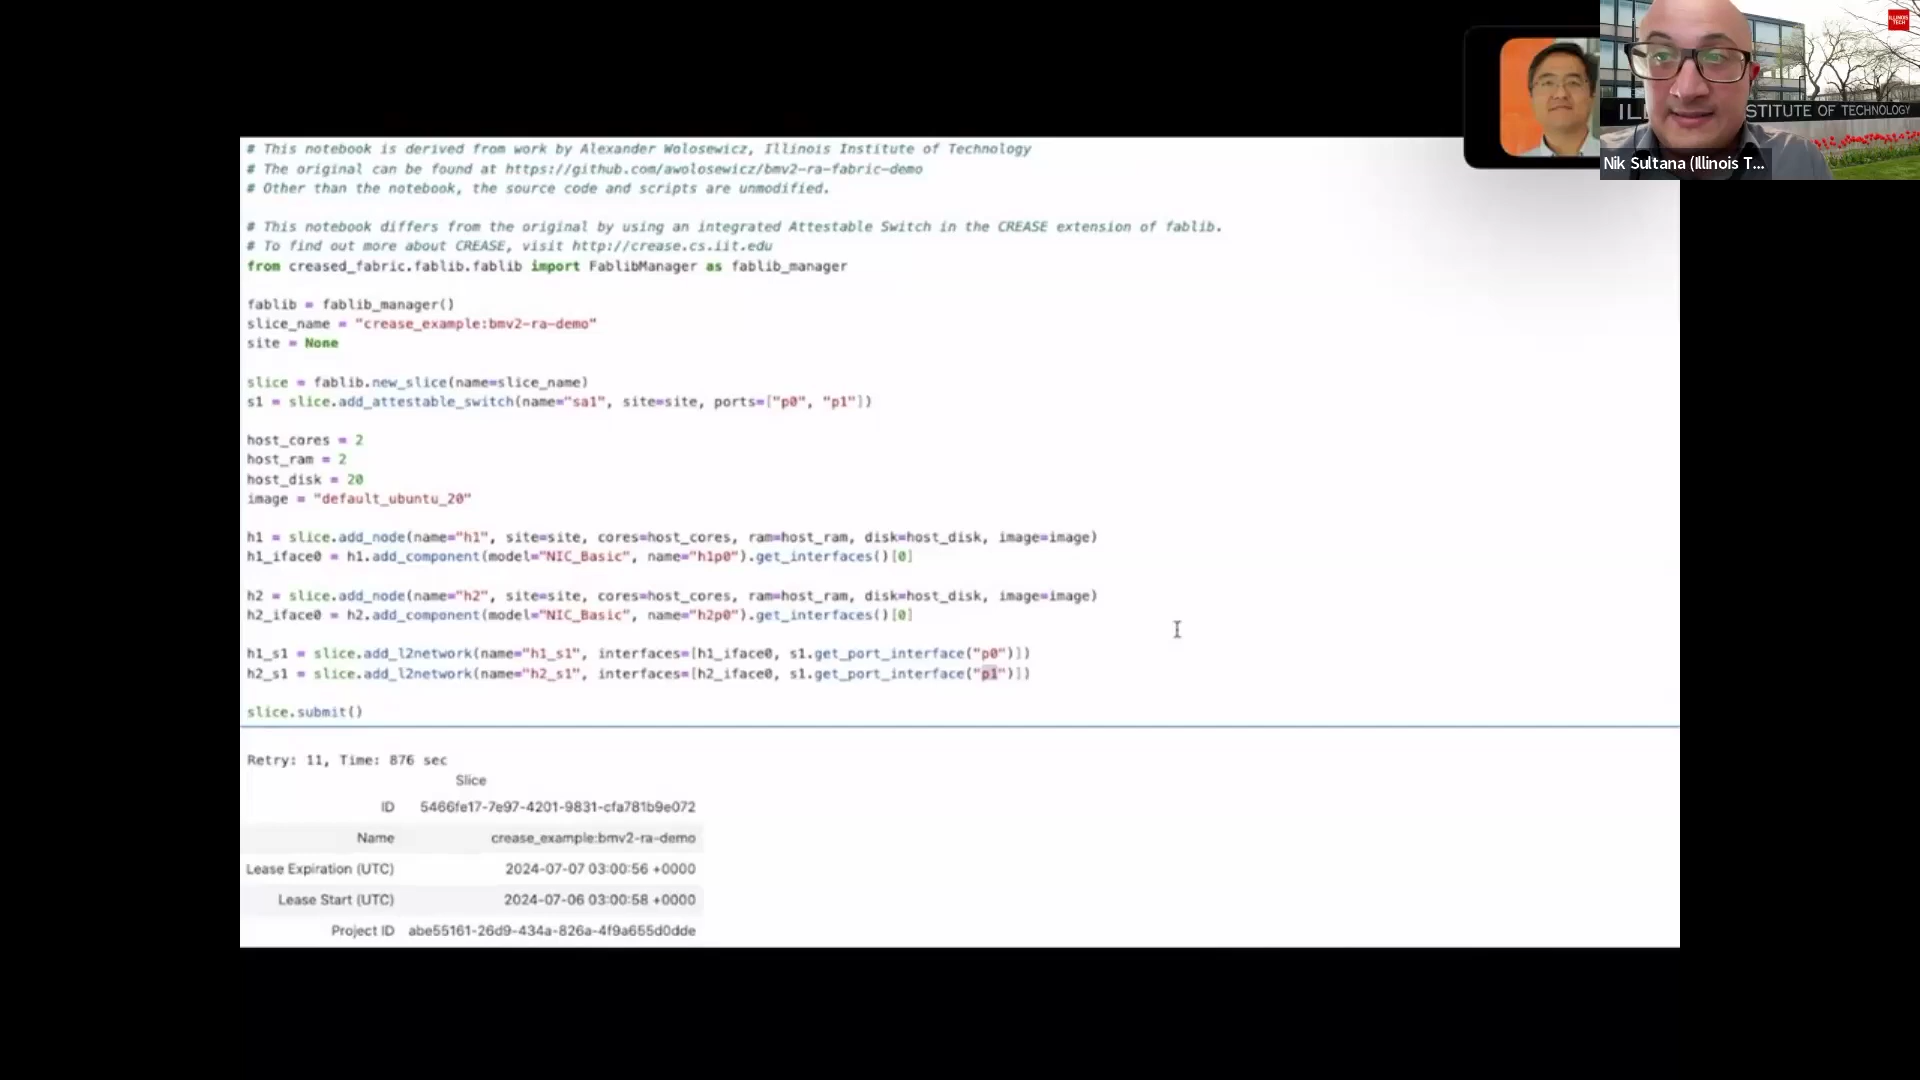 # This notebook is derived from work by Alexander Wolosewicz, Illinois Institute of Technology
# The original can be found at https://github.com/awolosewicz/bmv2-ra-fabric-demo
# Other than the notebook, the source code and scripts are unmodified.
# This notebook differs from the original by using an integrated Attestable Switch in the CREASE extension of fablib.
# To find out more about CREASE, visit http://crease.cs.iit.edu
from creased_fabric.fablib.fablib import FablibManager as fablib_manager
fablib = fablib_manager()
slice_name = "crease_example:bmv2-ra-demo"
site = None
slice = fablib.new_slice(name=slice_name)
s1 = slice.add_attestable_switch(name="sa1", site=site, ports=["p0", "p1"])
host_cores = 2
host_ram = 2
host_disk = 20
image = "default_ubuntu_20"
h1 = slice.add_node(name="h1", site=site, cores=host_cores, ram=host_ram, disk=host_disk, image=image)
h1_iface0 = h1.add_component(model="NIC_Basic", name="h1p0").get_interfaces()[0]
h2 = slice.add_node(name="h2", site=site, cores=host_cores, ram=host_ram, disk=host_disk, image=image)
h2_iface0 = h2.add_component(model="NIC_Basic", name="h2p0").get_interfaces()[0]
h1_s1 = slice.add_l2network(name="h1_s1", interfaces=[h1_iface0, s1.get_port_interface("p0")])
h2_s1 = slice.add_l2network(name="h2_s1", interfaces=[h2_iface0, s1.get_port_interface("p1")])
slice.submit()
Retry: 11, Time: 876 sec
Slice
ID 5466fe17-7e97-4201-9831-cfa781b9e072
Name crease_example:bmv2-ra-demo
Lease Expiration (UTC) 2024-07-07 03:00:56 +0000
Lease Start (UTC) 2024-07-06 03:00:58 +0000
Project ID abe55161-26d9-434a-826a-4f9a655d0dde
ILLINOIS TECH
STITUTE OF TECHNOLOGY
Nik Sultana (Illinois T...